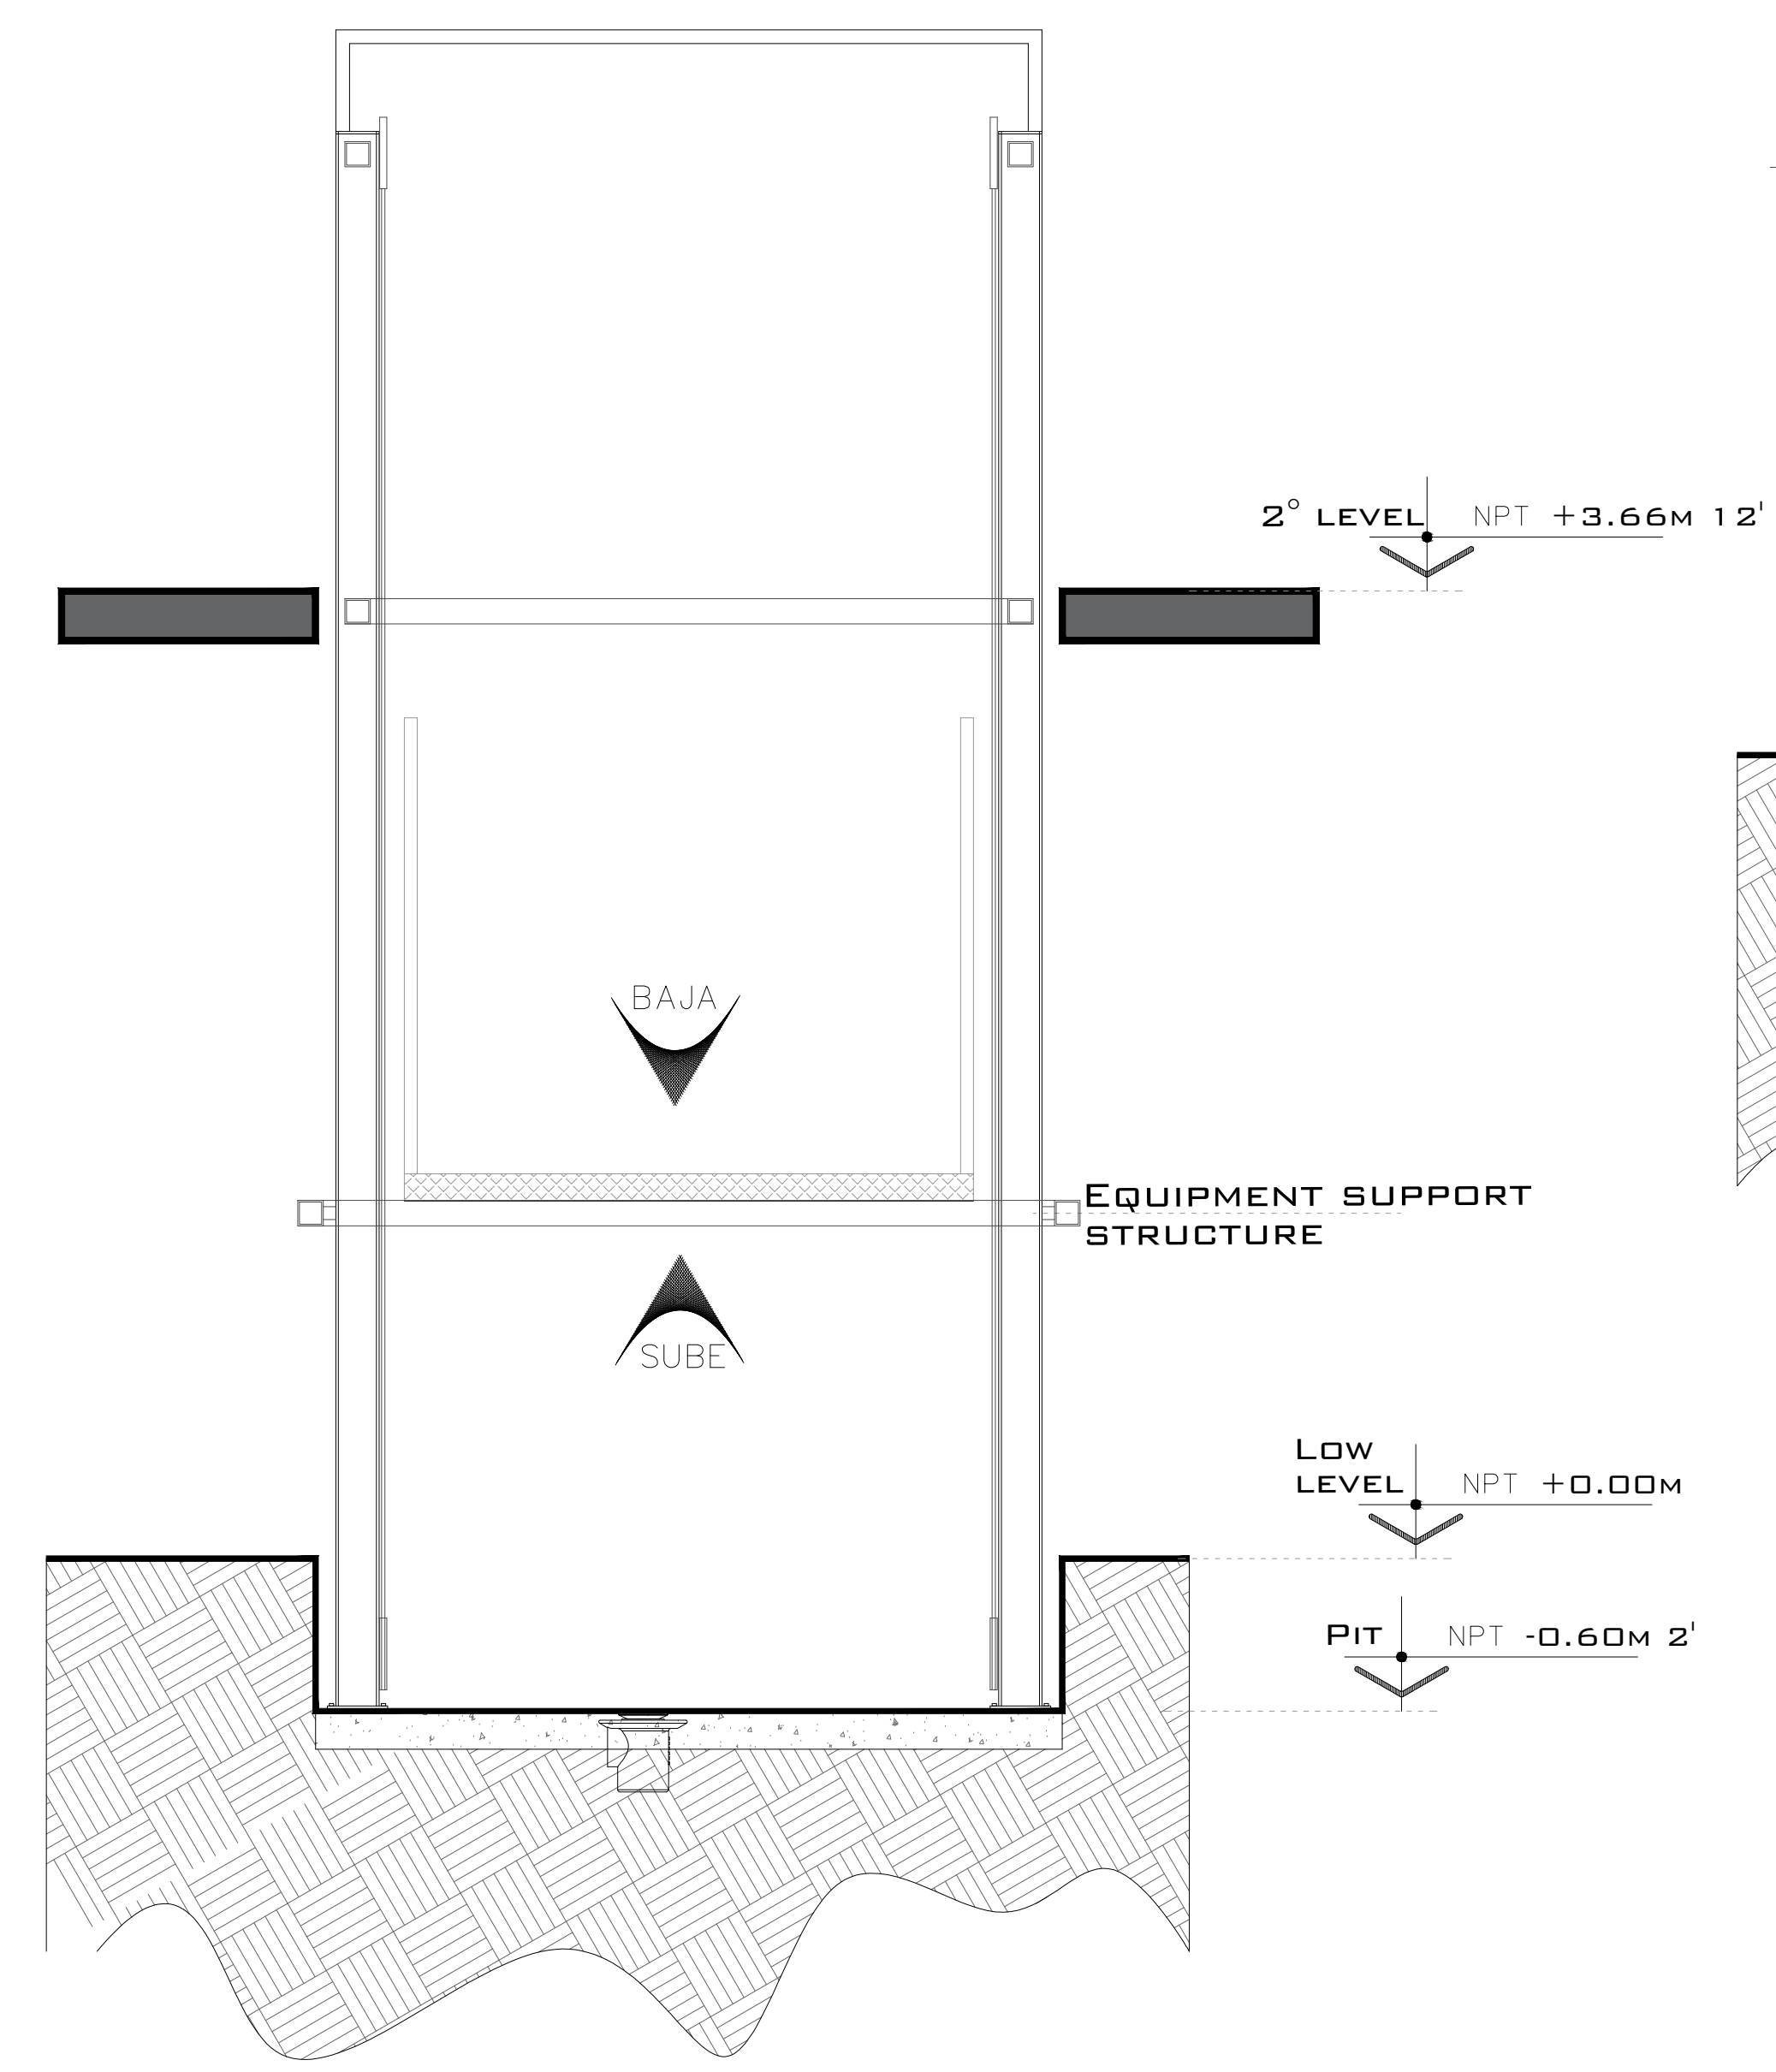 2° LEVEL NPT +3.66M 12'
BAJA
EQUIPMENT SUPPORT
STRUCTURE
SUBE
LOW
LEVEL NPT +0.00M
PIT NPT -0.60M 2'